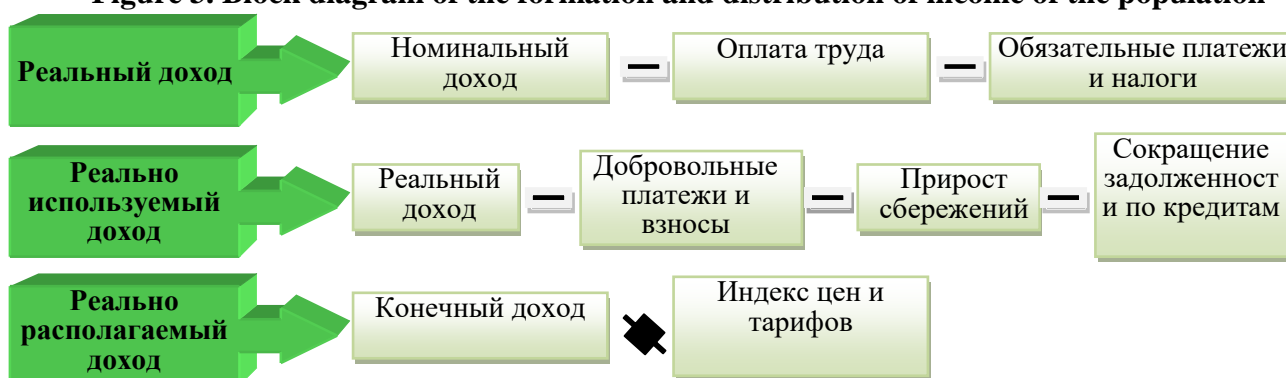 Figure 3. Block diagram of the formation and distribution of income of the population
Реальный доход
Номинальный
доход
—
Оплата труда
—
Обязательные платежи
и налоги
Реально
используемый
доход
Реальный
доход
—
Добровольные
платежи и
взносы
—
Прирост
сбережений
—
Сокращение
задолженност
и по кредитам
Реально
располагаемый
доход
Конечный доход
Индекс цен и
тарифов